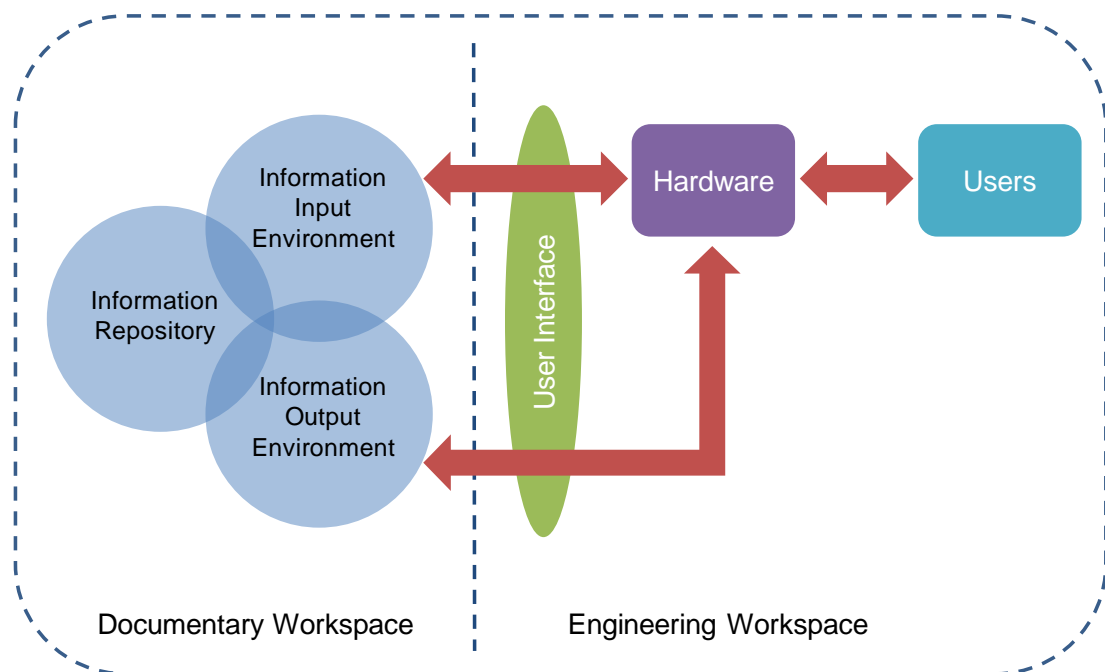 Information
Input
Environment
Information
Repository
Information
Output
Environment
User Interface
Hardware
Users
Documentary Workspace
Engineering Workspace